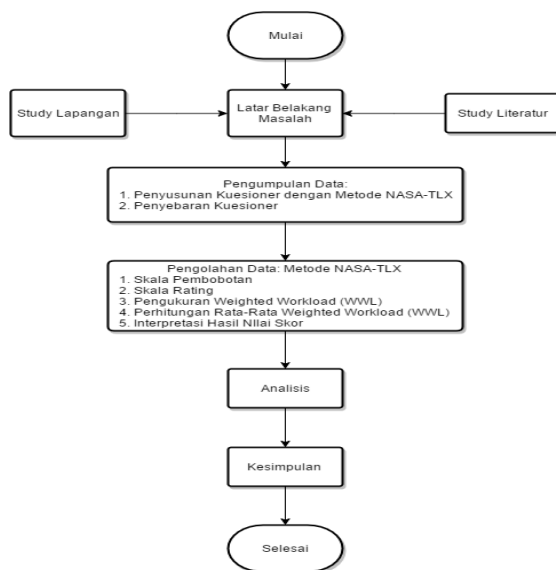 Mulai
Study Lapangan
Latar Belakang
Masalah
Study Literatur
Pengumpulan Data:
1. Penyusunan Kuesioner dengan Metode NASA-TLX
2. Penyebaran Kuesioner
Pengolahan Data: Metode NASA-TLX
1. Skala Pembobotan
2. Skala Rating
3. Pengukuran Weighted Workload (WWL)
4. Perhitungan Rata-Rata Weighted Workload (WWL)
5. Interpretasi Hasil NIlai Skor
Analisis
Kesimpulan
Selesai